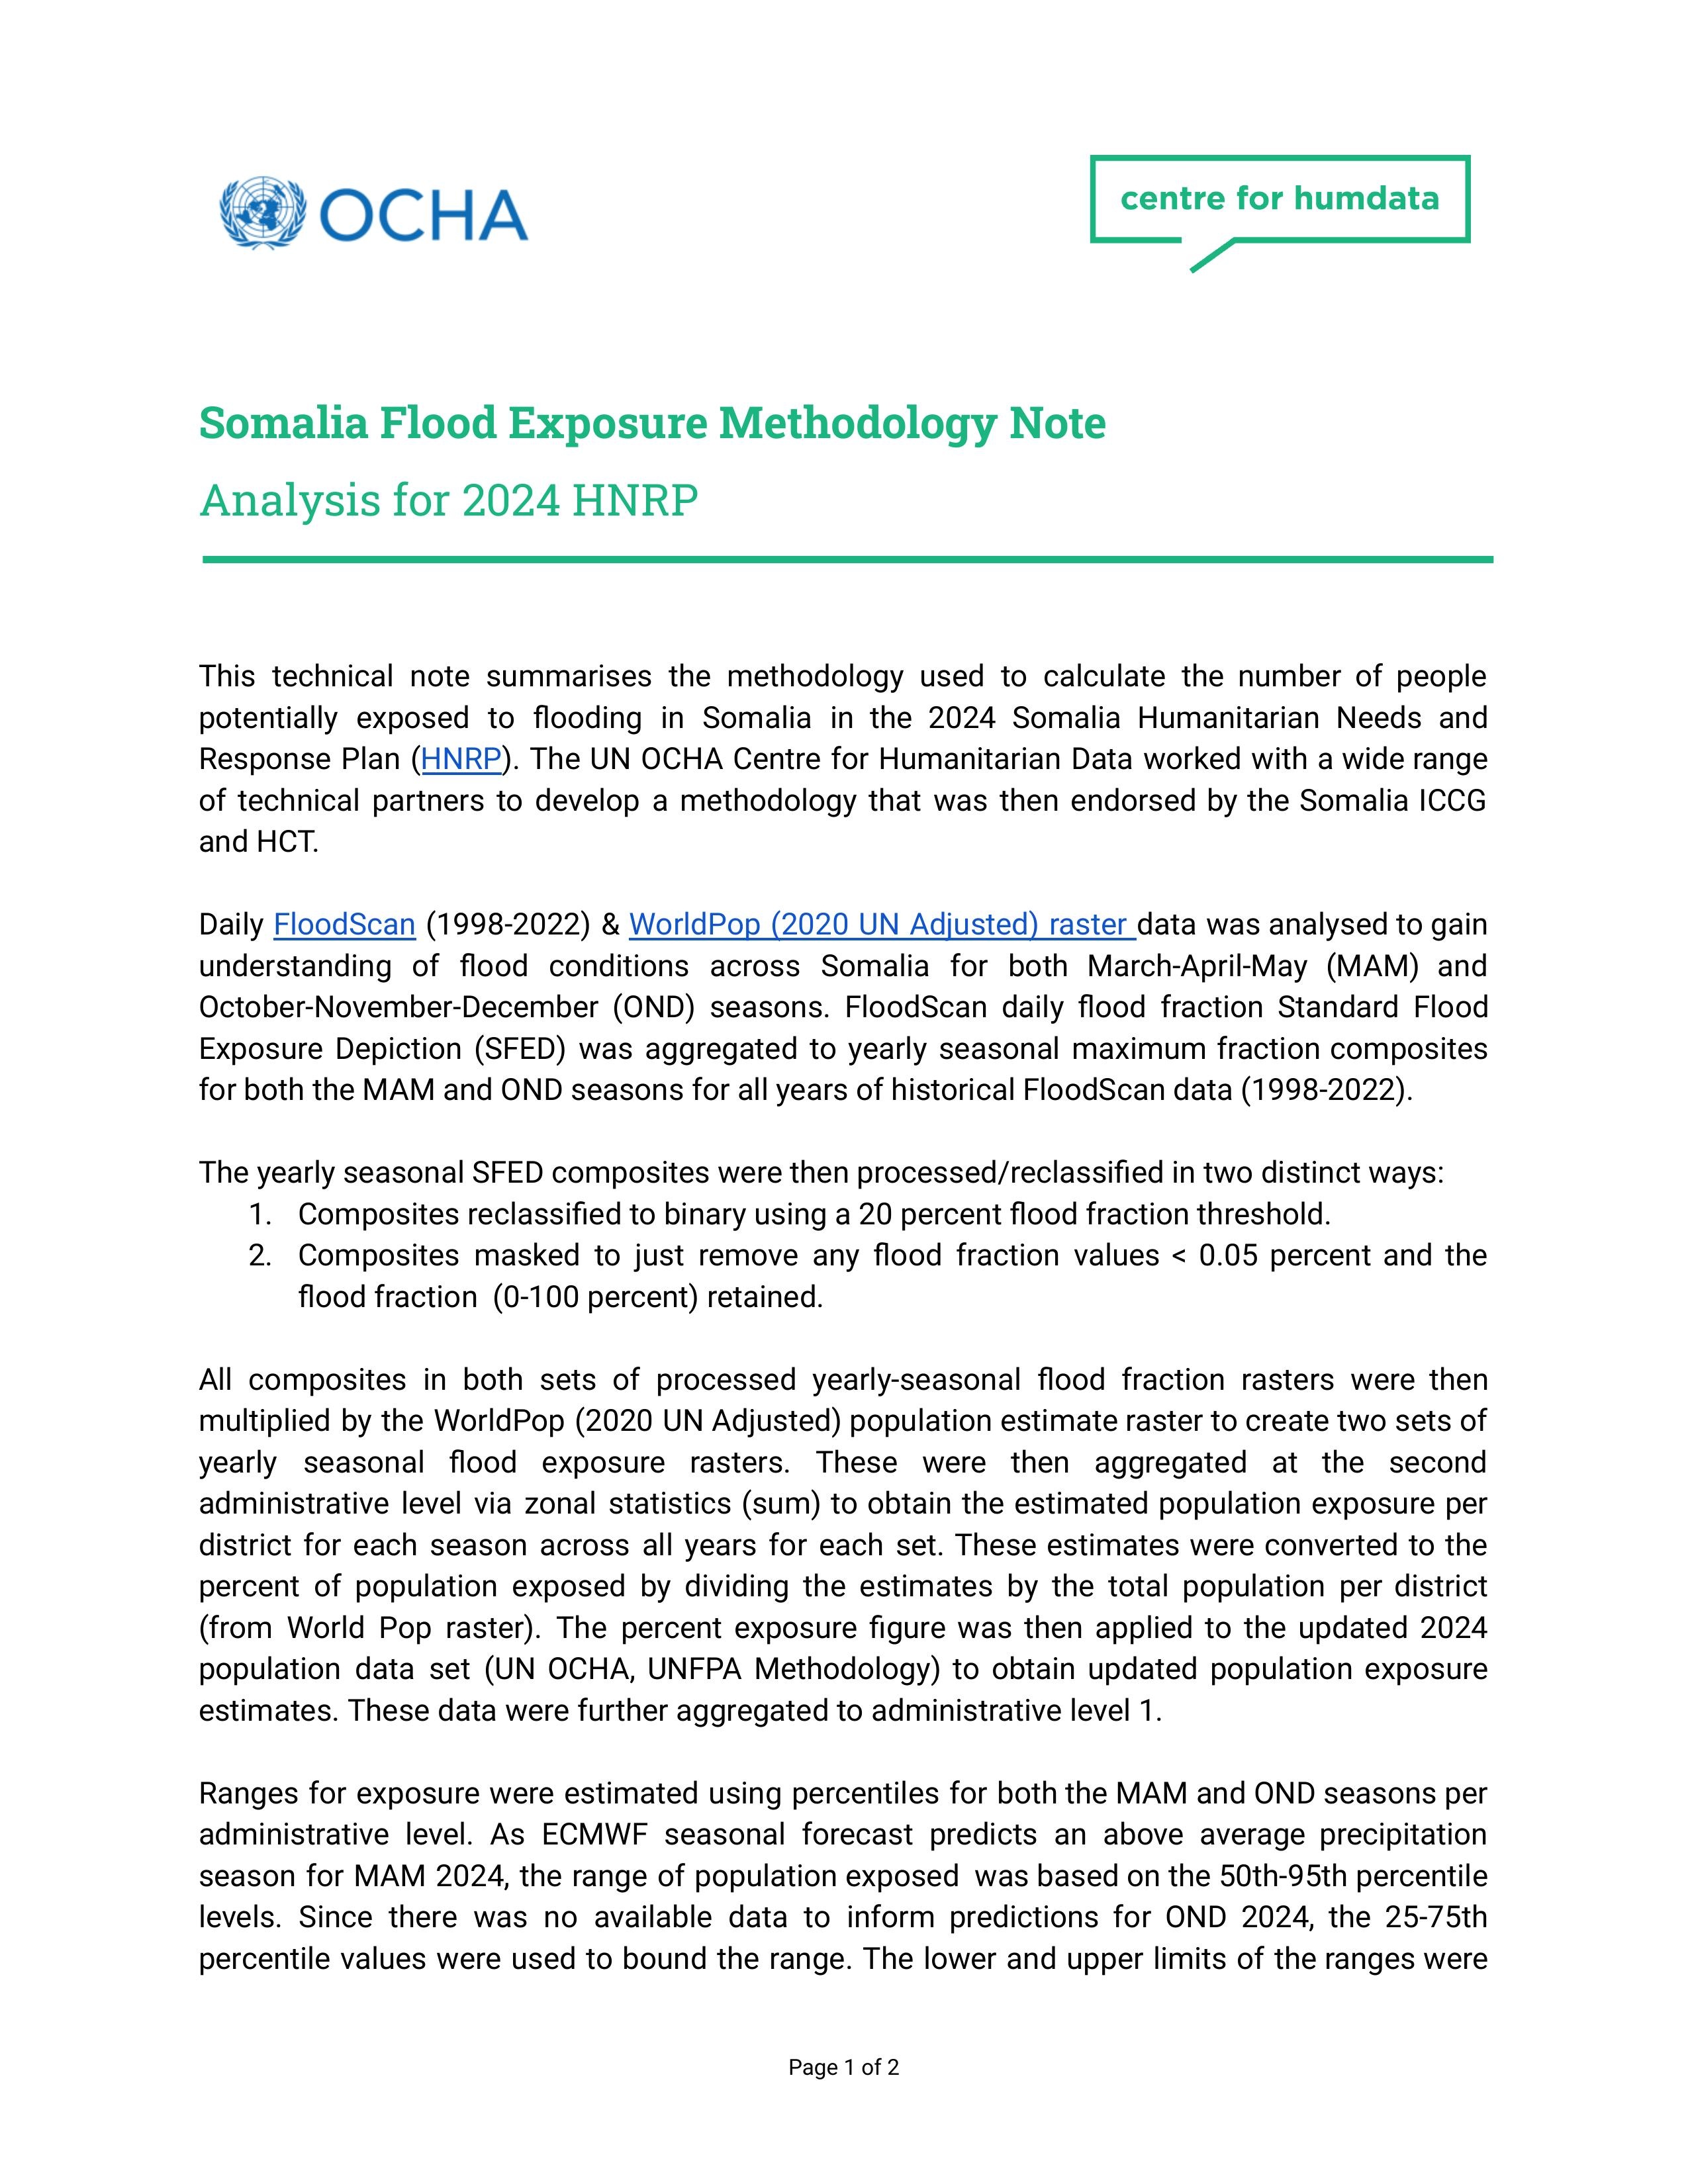 OCHA
centre for humdata
Somalia Flood Exposure Methodology Note
Analysis for 2024 HNRP
This technical note summarises the methodology used to calculate the number of people
potentially exposed to flooding in Somalia in the 2024 Somalia Humanitarian Needs and
Response Plan (HNRP). The UN OCHA Centre for Humanitarian Data worked with a wide range
of technical partners to develop a methodology that was then endorsed by the Somalia ICCG
and HCT.
Daily FloodScan (1998-2022) & WorldPop (2020 UN Adjusted) raster data was analysed to gain
understanding of flood conditions across Somalia for both March-April-May (MAM) and
October-November-December (OND) seasons. FloodScan daily flood fraction Standard Flood
Exposure Depiction (SFED) was aggregated to yearly seasonal maximum fraction composites
for both the MAM and OND seasons for all years of historical FloodScan data (1998-2022).
The yearly seasonal SFED composites were then processed/reclassified in two distinct ways:
1. Composites reclassified to binary using a 20 percent flood fraction threshold.
2. Composites masked to just remove any flood fraction values < 0.05 percent and the
flood fraction (0-100 percent) retained.
All composites in both sets of processed yearly-seasonal flood fraction rasters were then
multiplied by the WorldPop (2020 UN Adjusted) population estimate raster to create two sets of
yearly seasonal flood exposure rasters. These were then aggregated at the second
administrative level via zonal statistics (sum) to obtain the estimated population exposure per
district for each season across all years for each set. These estimates were converted to the
percent of population exposed by dividing the estimates by the total population per district
(from World Pop raster). The percent exposure figure was then applied to the updated 2024
population data set (UN OCHA, UNFPA Methodology) to obtain updated population exposure
estimates. These data were further aggregated to administrative level 1.
Ranges for exposure were estimated using percentiles for both the MAM and OND seasons per
administrative level. As ECMWF seasonal forecast predicts an above average precipitation
season for MAM 2024, the range of population exposed was based on the 50th-95th percentile
levels. Since there was no available data to inform predictions for OND 2024, the 25-75th
percentile values were used to bound the range. The lower and upper limits of the ranges were
Page 1 of 2